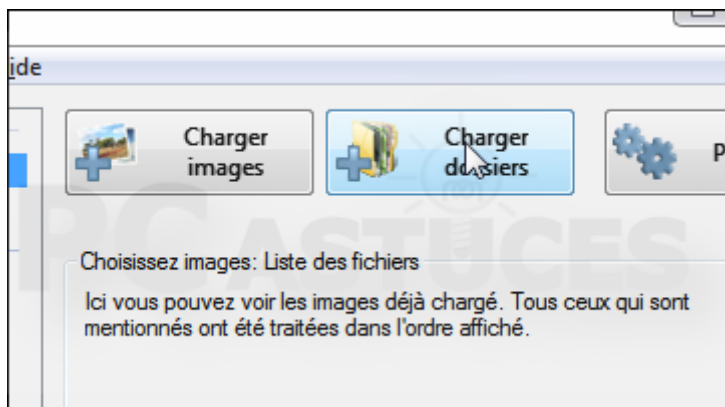 ide
Charger
images
Charger
dossiers
P
PC ASTUCES
Choisissez images: Liste des fichiers
Ici vous pouvez voir les images déjà chargé. Tous ceux qui sont
mentionnés ont été traitées dans l'ordre affiché.